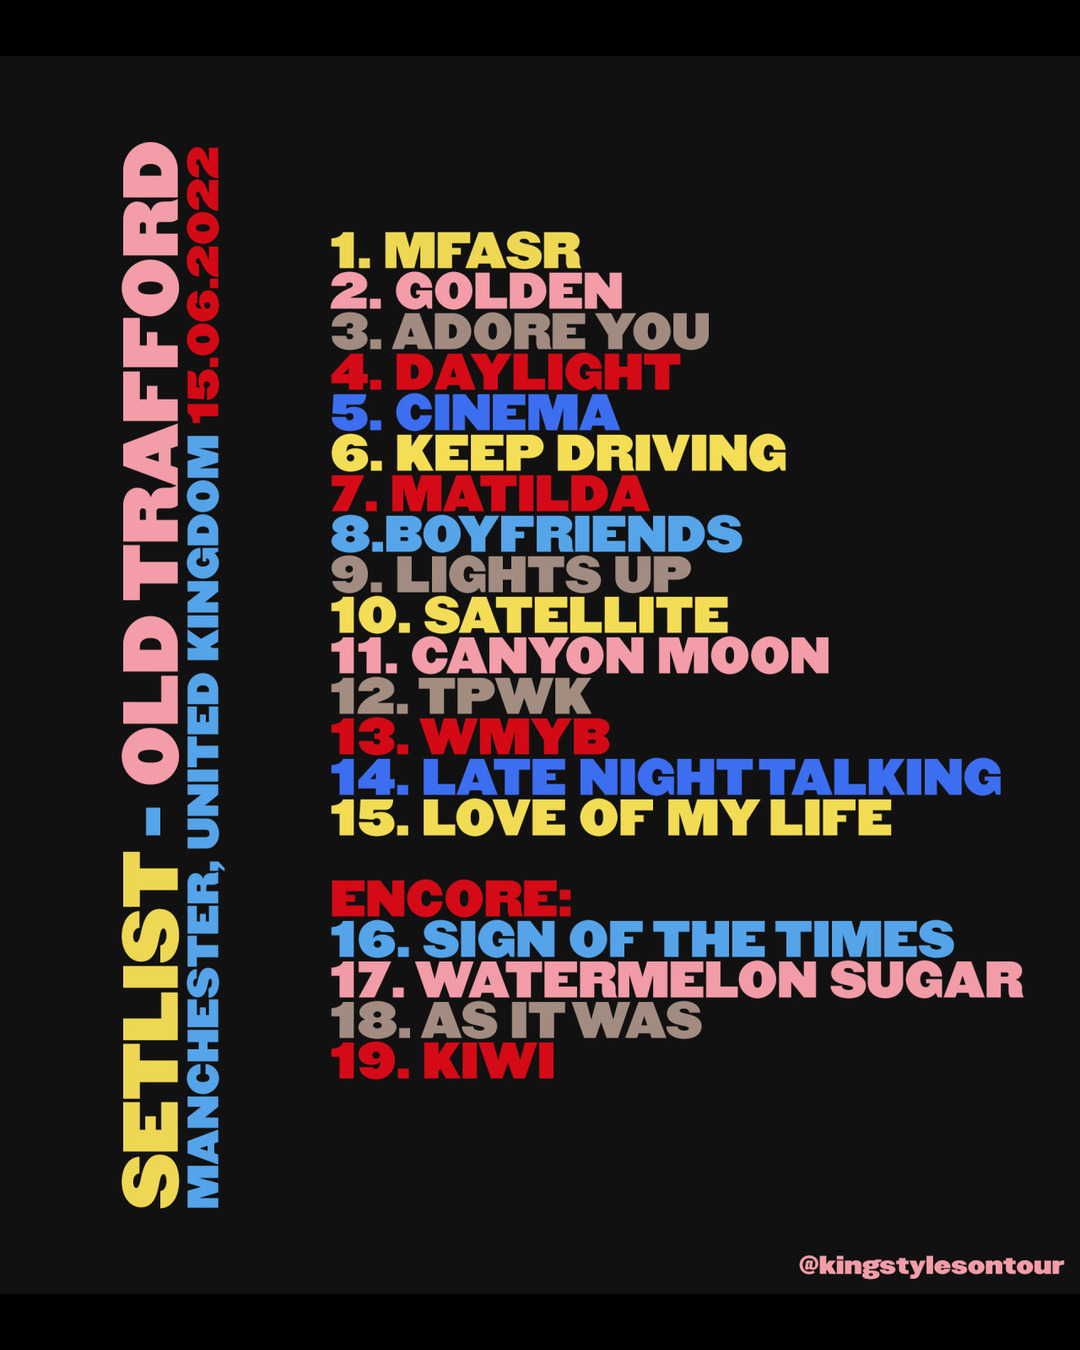 SETLIST - OLD TRAFFORD
MANCHESTER, UNITED KINGDOM 15.06.2022
1. MFASR
2. GOLDEN
3. ADORE YOU
4. DAYLIGHT
5. CINEMA
6. KEEP DRIVING
7. MATILDA
8.BOYFRIENDS
9. LIGHTS UP
10. SATELLITE
11. CANYON MOON
12. TPWK
13. WMYB
14. LATE NIGHT TALKING
15. LOVE OF MY LIFE
ENCORE:
16. SIGN OF THE TIMES
17. WATERMELON SUGAR
18. AS IT WAS
19. KIWI
@kingstylesontour